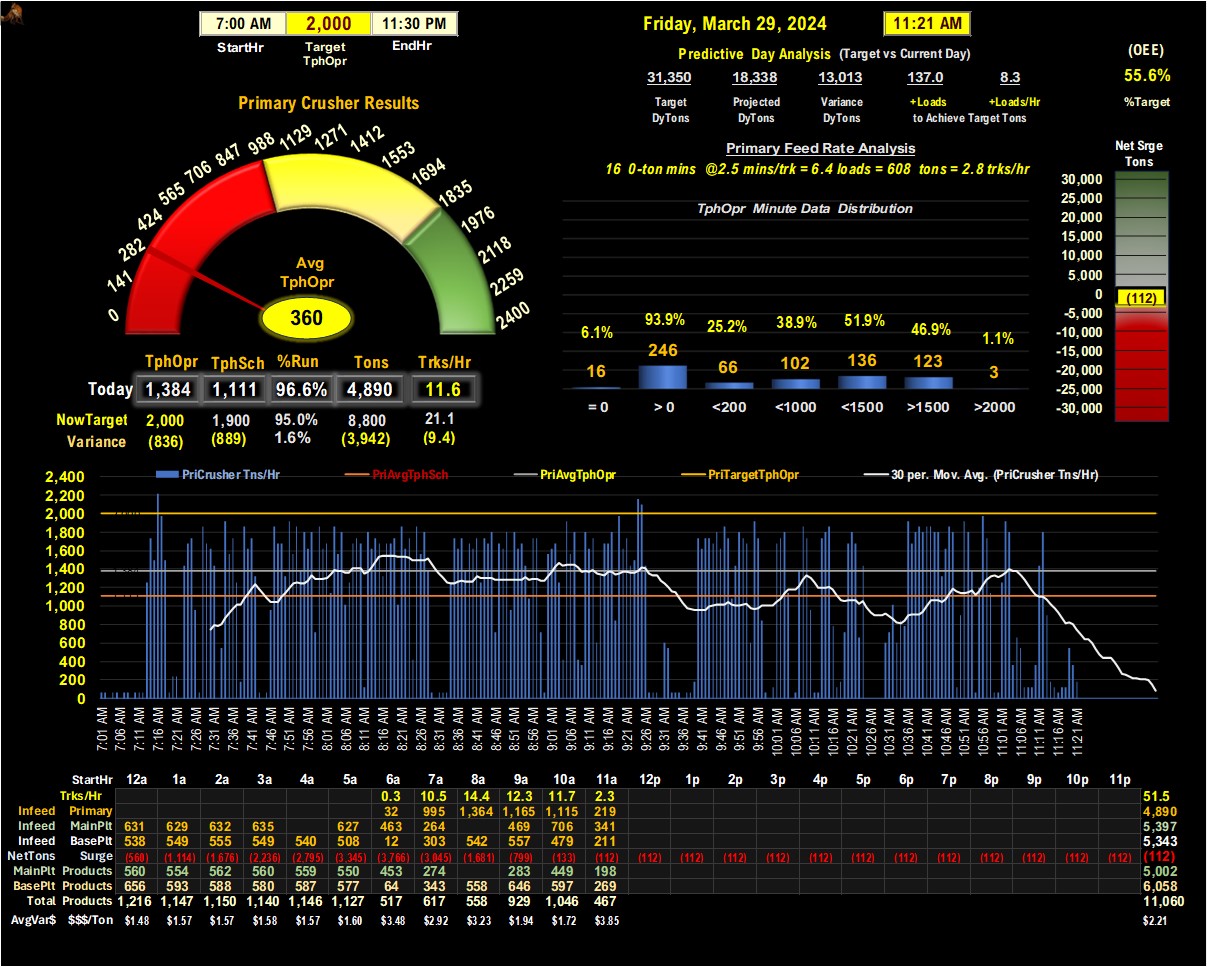 7:00 AM 2,000 11:30 PM
StartHr Target TphOpr EndHr
Friday, March 29, 2024 11:21 AM
Predictive Day Analysis (Target vs Current Day)
31,350 18,338 13,013 137.0 8.3
Target DyTons Projected DyTons Variance DyTons +Loads +Loads/Hr
to Achieve Target Tons
(OEE)
55.6%
%Target
Primary Crusher Results
0 141 282 424 565 706 847 988 1129 1271 1412 1553 1694 1835 1976 2118 2259 2400
Avg
TphOpr
360
Primary Feed Rate Analysis
16 0-ton mins @2.5 mins/trk = 6.4 loads = 608 tons = 2.8 trks/hr
TphOpr Minute Data Distribution
6.1% 93.9% 25.2% 38.9% 51.9% 46.9% 1.1%
16 246 66 102 136 123 3
= 0 > 0 <200 <1000 <1500 >1500 >2000
Net Srge
Tons
30,000
25,000
20,000
15,000
10,000
5,000
0
(112)
-5,000
-10,000
-15,000
-20,000
-25,000
-30,000
TphOpr TphSch %Run Tons Trks/Hr
Today 1,384 1,111 96.6% 4,890 11.6
NowTarget 2,000 1,900 95.0% 8,800 21.1
Variance (836) (889) 1.6% (3,942) (9.4)
PriCrusher Tns/Hr PriAvgTphSch PriAvgTphOpr PriTargetTphOpr 30 per. Mov. Avg. (PriCrusher Tns/Hr)
2,400
2,200
2,000
1,800
1,600
1,400
1,200
1,000
800
600
400
200
0
7:01 AM 7:06 AM 7:11 AM 7:16 AM 7:21 AM 7:26 AM 7:31 AM 7:36 AM 7:41 AM 7:46 AM 7:51 AM 7:56 AM 8:01 AM 8:06 AM 8:11 AM 8:16 AM 8:21 AM 8:26 AM 8:31 AM 8:36 AM 8:41 AM 8:46 AM 8:51 AM 8:56 AM 9:01 AM 9:06 AM 9:11 AM 9:16 AM 9:21 AM 9:26 AM 9:31 AM 9:36 AM 9:41 AM 9:46 AM 9:51 AM 9:56 AM 10:01 AM 10:06 AM 10:11 AM 10:16 AM 10:21 AM 10:26 AM 10:31 AM 10:36 AM 10:41 AM 10:46 AM 10:51 AM 10:56 AM 11:01 AM 11:06 AM 11:11 AM 11:16 AM 11:21 AM
StartHr 12a 1a 2a 3a 4a 5a 6a 7a 8a 9a 10a 11a 12p 1p 2p 3p 4p 5p 6p 7p 8p 9p 10p 11p
Trks/Hr 0.3 10.5 14.4 12.3 11.7 2.3 51.5
Infeed Primary 32 995 1,364 1,165 1,115 219 4,890
Infeed MainPlt 631 629 632 635 627 463 264 469 706 341 5,397
Infeed BasePlt 538 549 555 549 540 508 12 303 542 557 479 211 5,343
NetTons Surge (560) (1,114) (1,676) (2,236) (2,795) (3,345) (3,766) (3,045) (1,681) (799) (133) (112) (112) (112) (112) (112) (112) (112) (112) (112) (112) (112) (112) (112) (112)
MainPlt Products 560 554 562 560 559 550 453 274 283 449 198 5,002
BasePlt Products 656 593 588 580 587 577 64 343 558 646 597 269 6,058
Total Products 1,216 1,147 1,150 1,140 1,146 1,127 517 617 558 929 1,046 467 11,060
AvgVar$ $$$/Ton $1.48 $1.57 $1.57 $1.58 $1.57 $1.60 $3.48 $2.92 $3.23 $1.94 $1.72 $3.85 $2.21